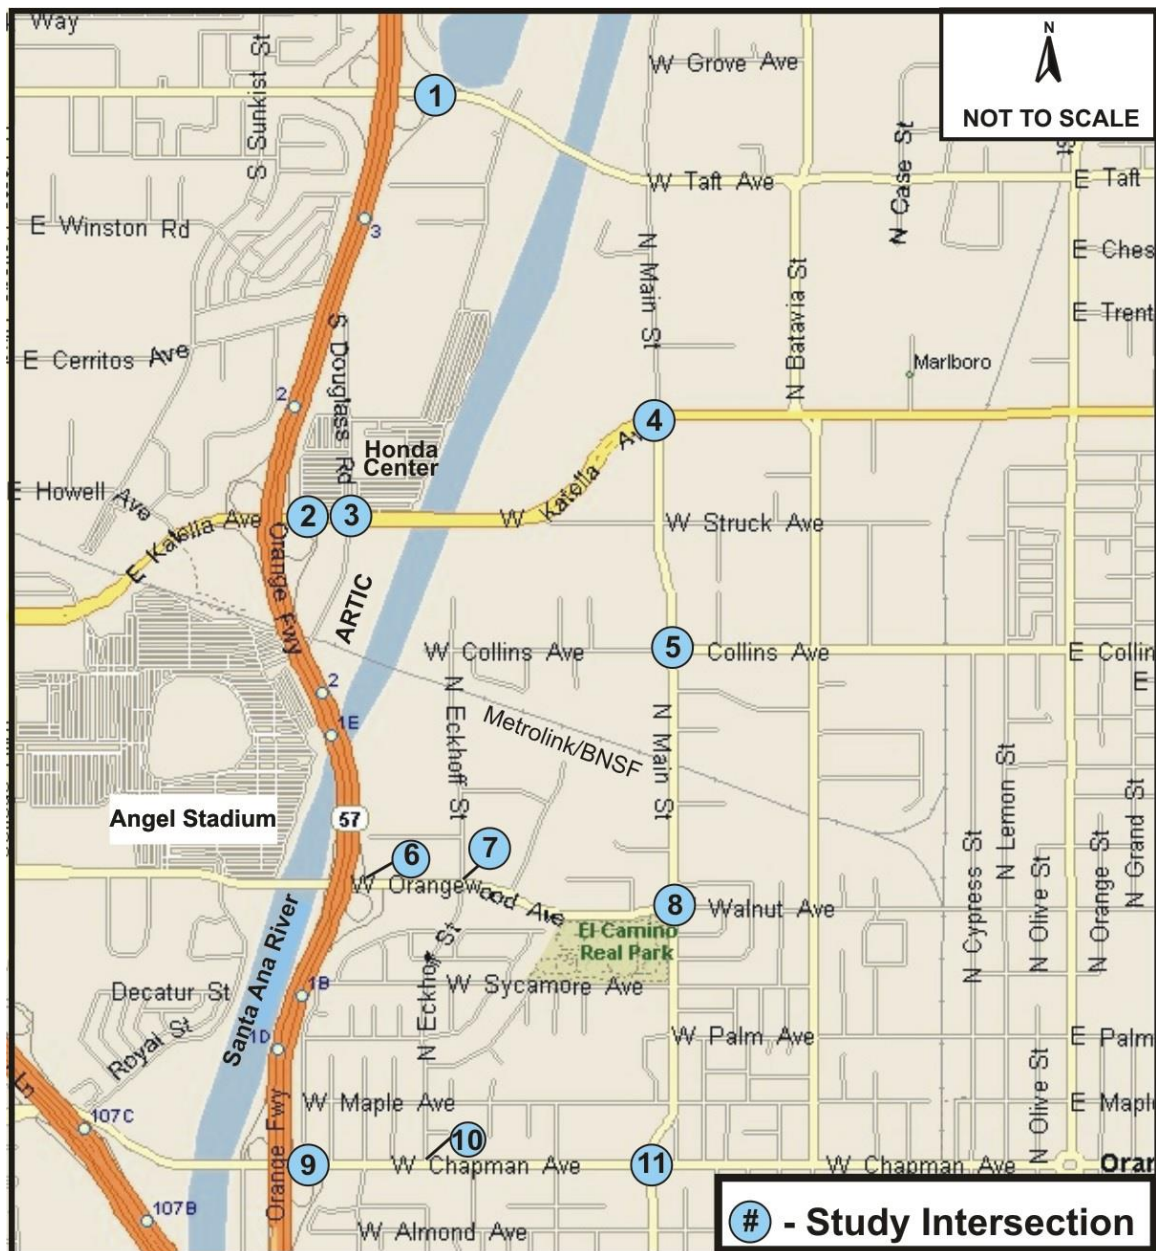 Way
S Sunkist St
W Grove Ave
N
NOT TO SCALE
1
W Taft Ave
E Taft
St
N Case St
E Winston Rd
3
E Ches
N Main St
N Batavia St
E Trent
E Cerritos Ave
S Douglass Rd
Marlboro
2
4
Honda
Center
E Howell Ave
E Katella Ave
2
3
W Katella Ave
W Struck Ave
Orange Fwy
ARTIC
5
W Collins Ave
Collins Ave
E Collin
E
2
1E
N Eckhoff St
Metrolink/BNSF
N Main St
Angel Stadium
57
6
7
N Lemon St
N Cypress St
N Olive St
N Orange St
N Grand St
W Orangewood Ave
8
Walnut Ave
El Camino
Real Park
Santa Ana River
N Eckhoff St
W Sycamore Ave
1B
Decatur St
Royal St
1D
W Palm Ave
E Palm
Ln
107C
Orange Fwy
W Maple Ave
N Olive St
E Mapl
10
9
W Chapman Ave
11
W Chapman Ave
Oran
107B
W Almond Ave
# - Study Intersection